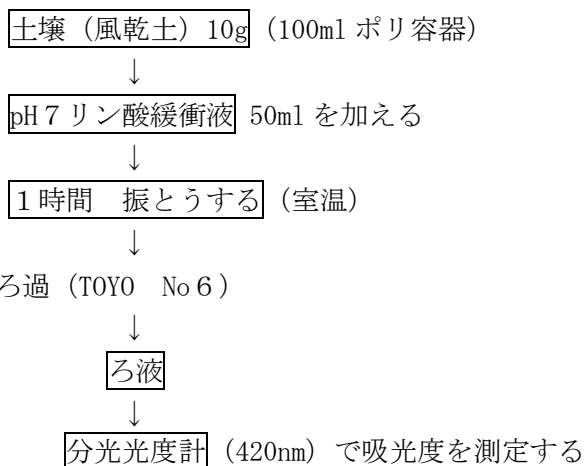 土壌（風乾土）10g（100ml ポリ容器）
↓
pH７リン酸緩衝液 50ml を加える
↓
１時間　振とうする（室温）
↓
ろ過（TOYO　No６）
↓
ろ液
↓
分光光度計（420nm）で吸光度を測定する